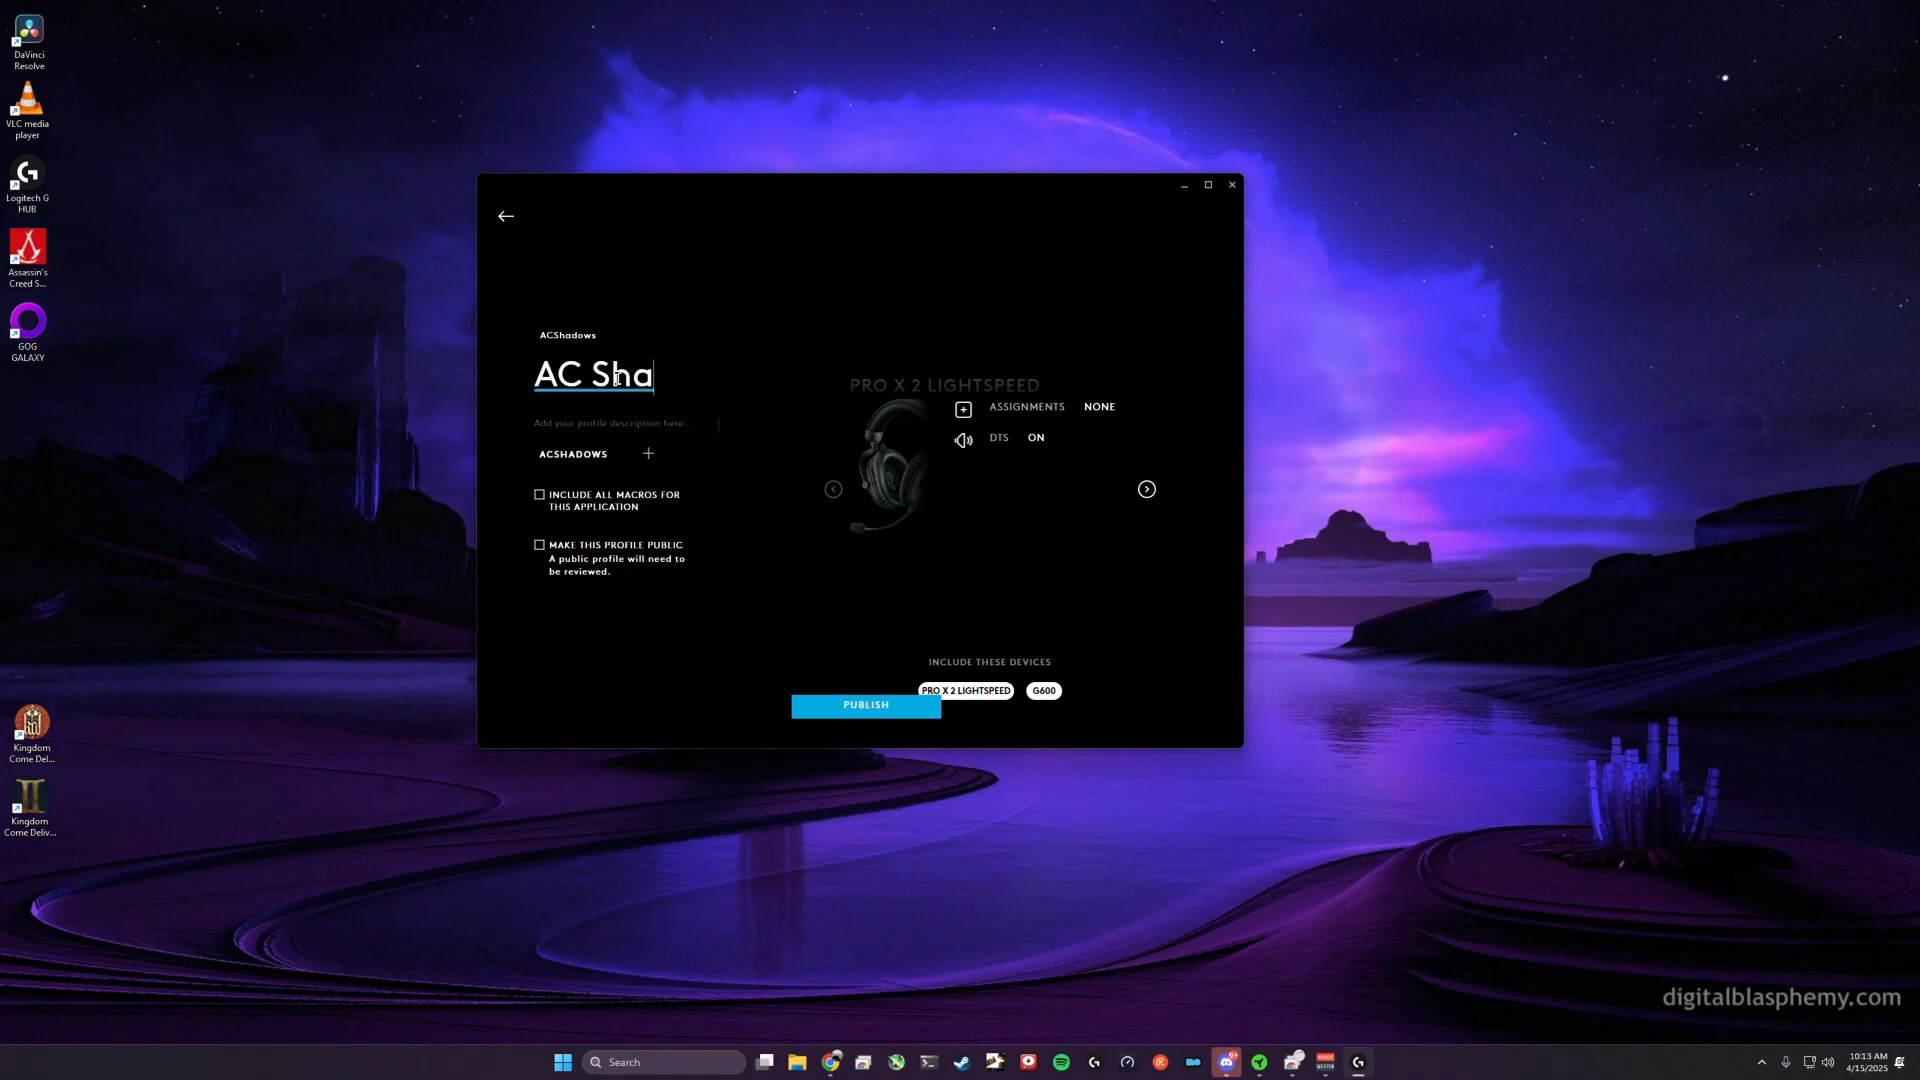 DaVinci
Resolve
VLC media
player
Logitech G
HUB
Assassin's
Creed S...
GOG
GALAXY
Kingdom
Come Del...
Kingdom
Come Deliv...
ACShadows
AC Sha
Add your profile description here...
ACSHADOWS
INCLUDE ALL MACROS FOR
THIS APPLICATION
MAKE THIS PROFILE PUBLIC
A public profile will need to
be reviewed.
PRO X 2 LIGHTSPEED
ASSIGNMENTS NONE
DTS ON
INCLUDE THESE DEVICES
PRO X 2 LIGHTSPEED G600
PUBLISH
digitalblasphemy.com
Search
9+
VOICE
MEETER
10:13 AM
4/15/2025